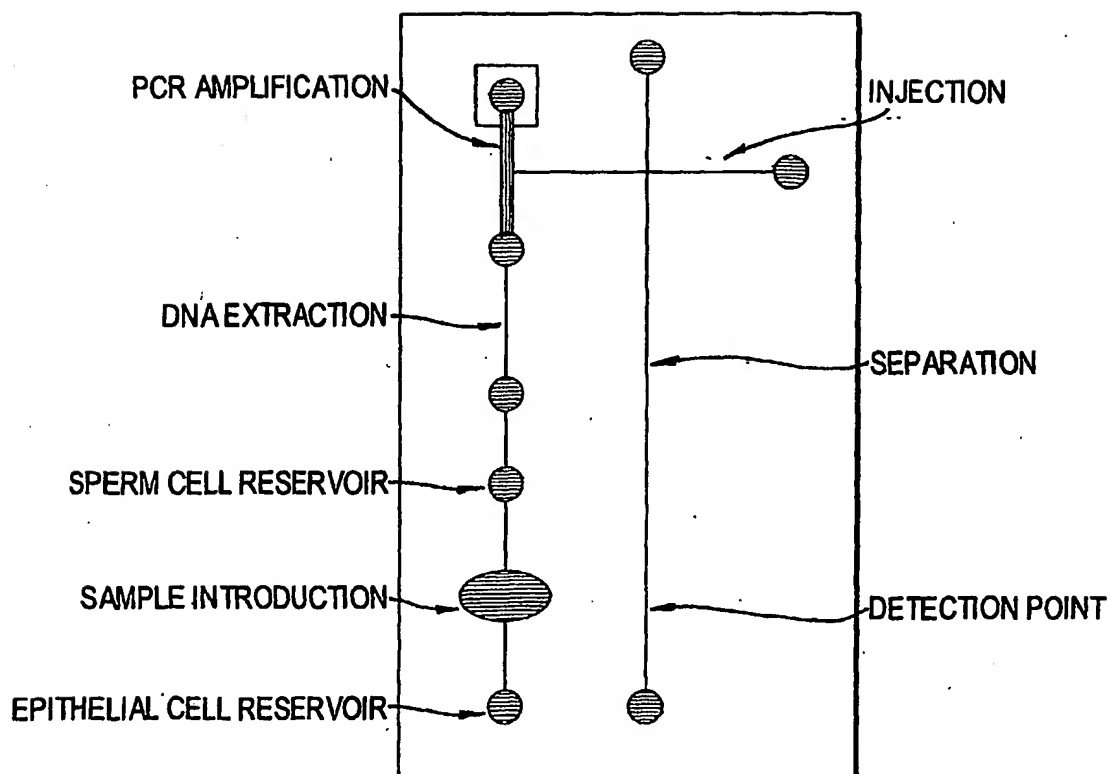 PCR AMPLIFICATION
INJECTION
DNA EXTRACTION
SEPARATION
SPERM CELL RESERVOIR
SAMPLE INTRODUCTION
DETECTION POINT
EPITHELIAL CELL RESERVOIR